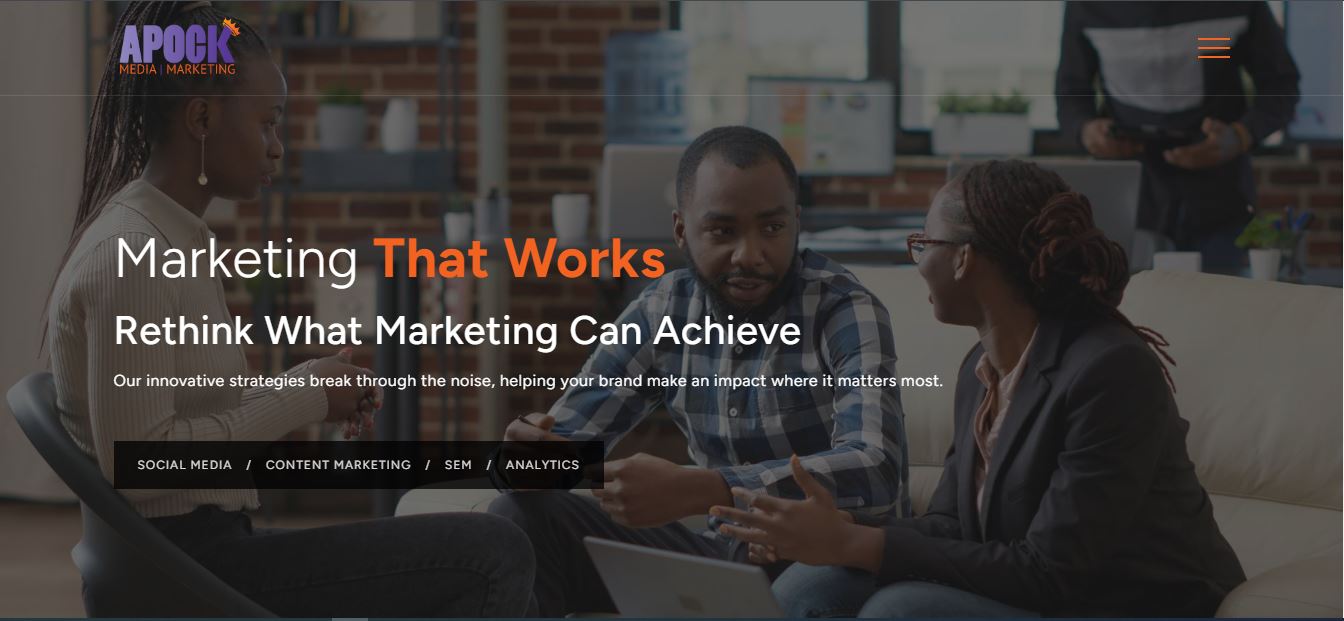 APOCK
MEDIA | MARKETING
Marketing That Works
Rethink What Marketing Can Achieve
Our innovative strategies break through the noise, helping your brand make an impact where it matters most.
SOCIAL MEDIA / CONTENT MARKETING / SEM / ANALYTICS